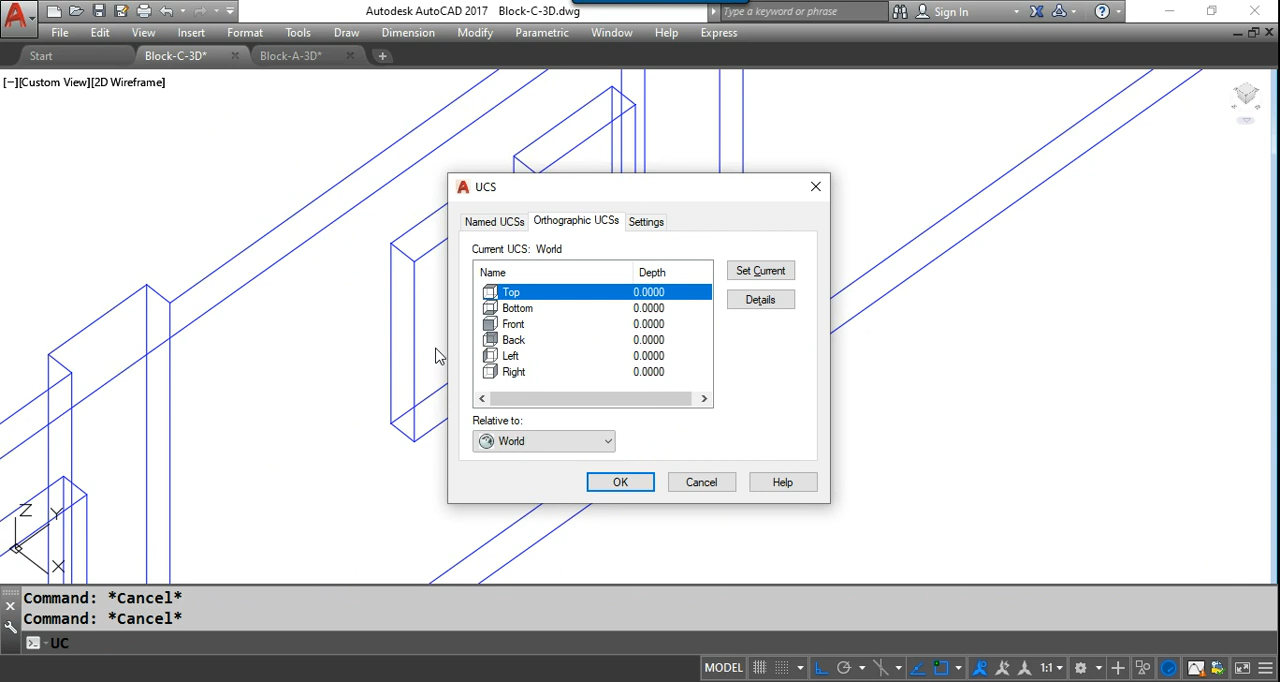 Autodesk AutoCAD 2017 Block-C-3D.dwg
Type a keyword or phrase
Sign In
File Edit View Insert Format Tools Draw Dimension Modify Parametric Window Help Express
Start Block-C-3D* Block-A-3D*
[−][Custom View][2D Wireframe]
UCS
Named UCSs Orthographic UCSs Settings
Current UCS: World
Name Depth
Top 0.0000
Bottom 0.0000
Front 0.0000
Back 0.0000
Left 0.0000
Right 0.0000
Set Current
Details
Relative to:
World
OK Cancel Help
Z Y
X
Command: *Cancel*
Command: *Cancel*
UC
MODEL 1:1